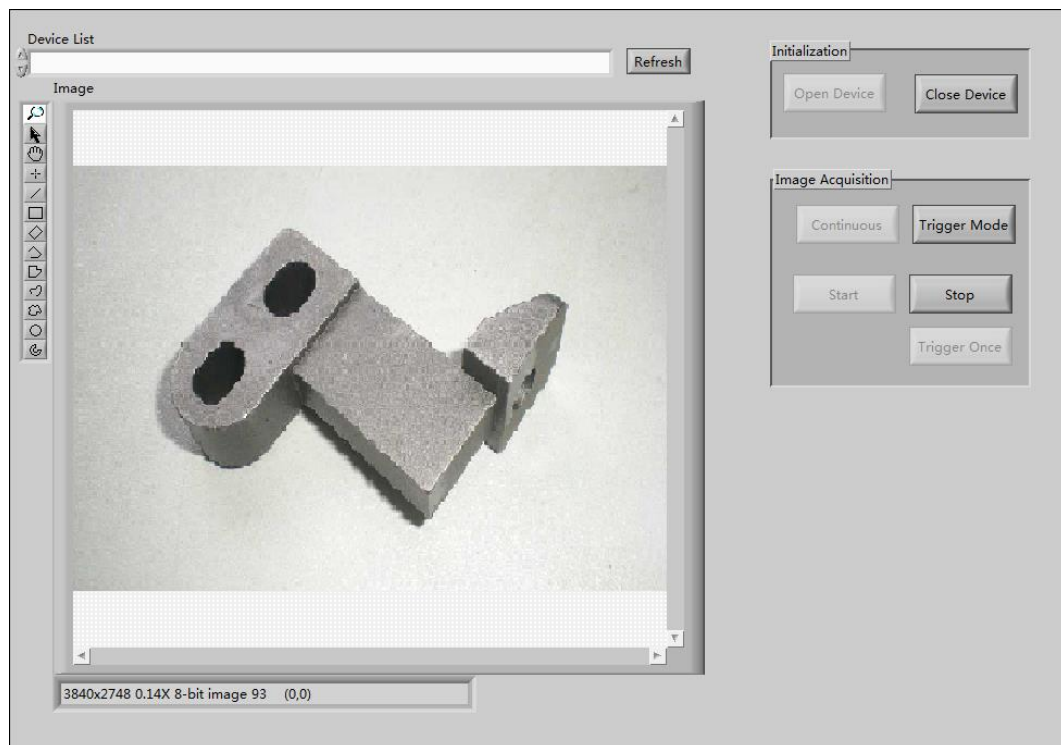 Device List
Refresh
Image
Initialization
Open Device
Close Device
Image Acquisition
Continuous
Trigger Mode
Start
Stop
Trigger Once
3840x2748 0.14X 8-bit image 93 (0,0)